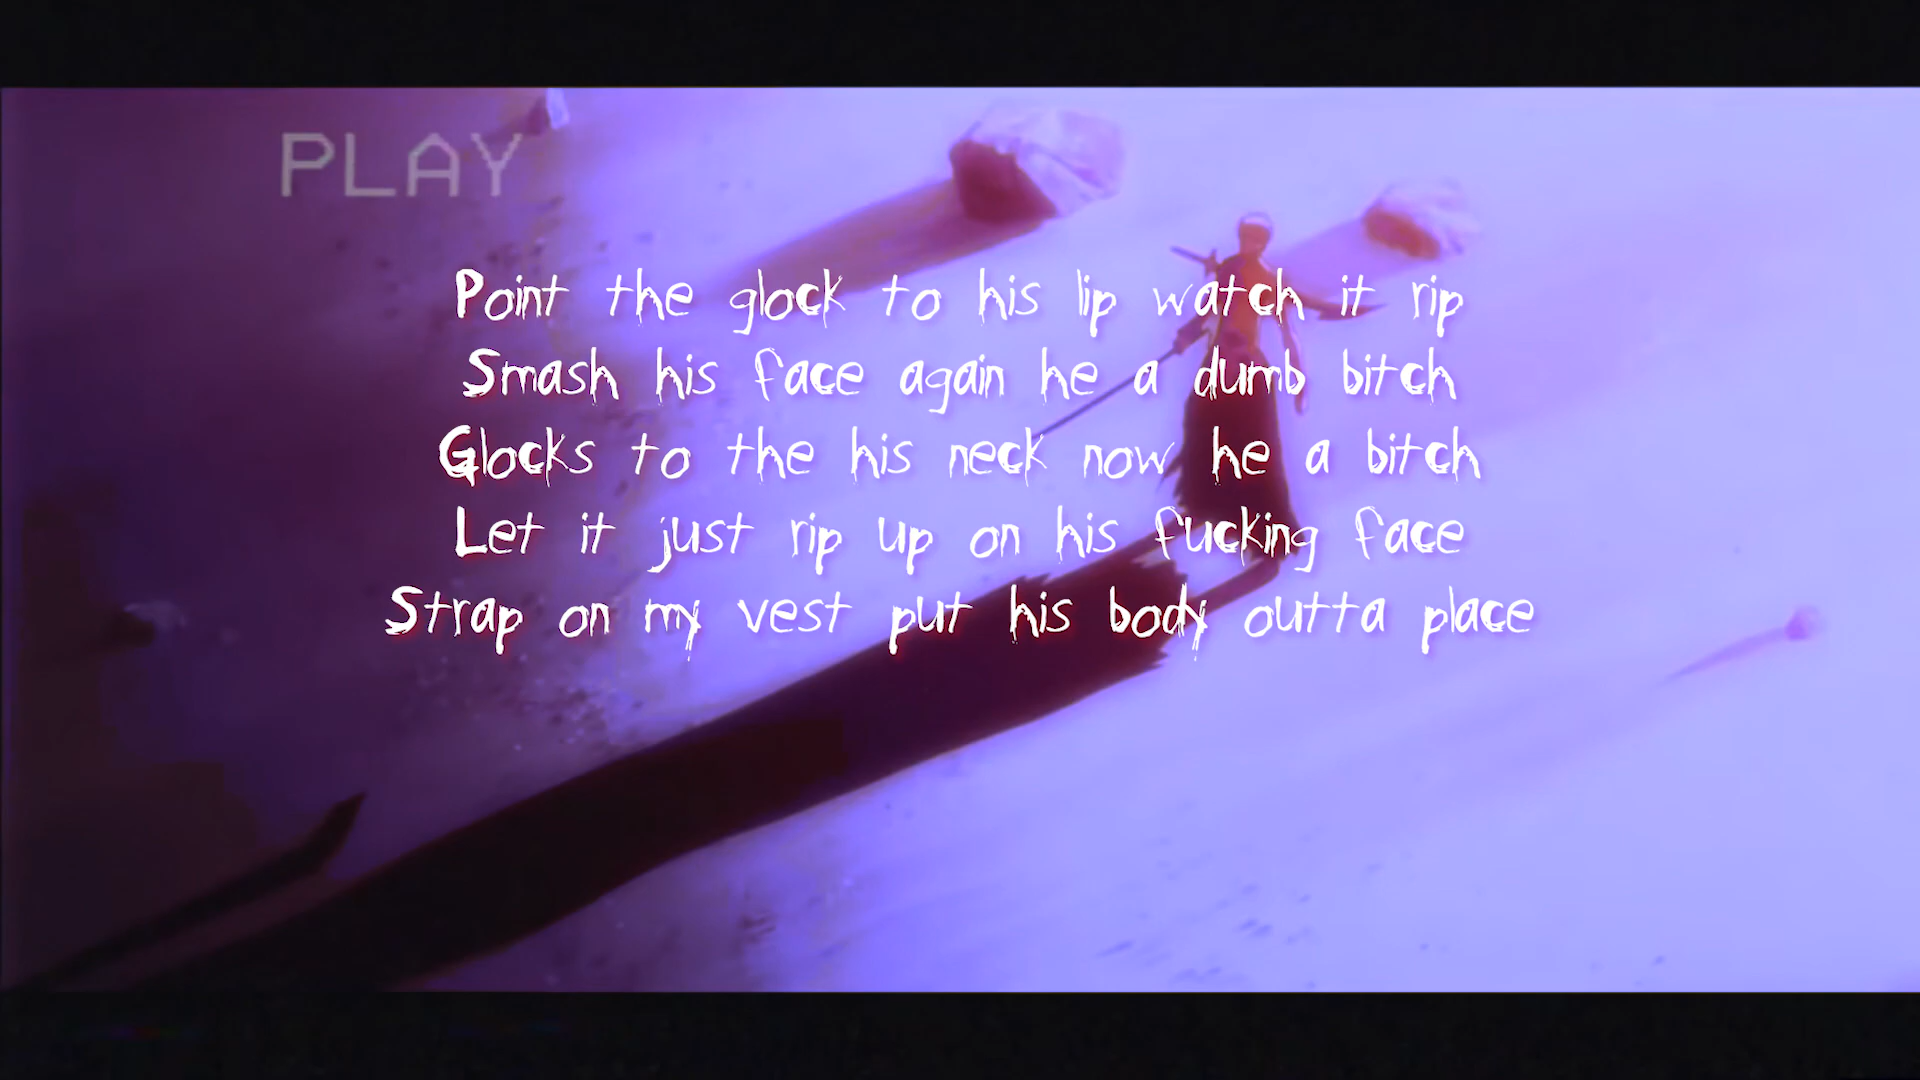 PLAY
Point the glock to his lip watch it rip
Smash his face again he a dumb bitch
Glocks to the his neck now he a bitch
Let it just rip up on his fucking face
Strap on my vest put his body outta place